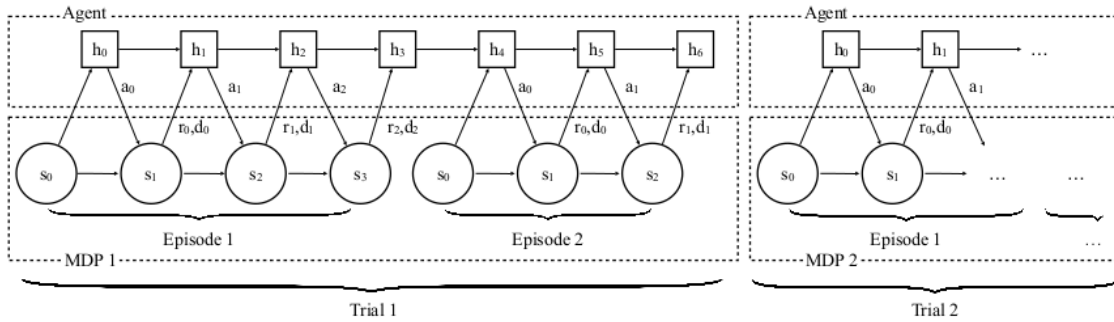 Agent Agent
h0 h1 h2 h3 h4 h5 h6 h0 h1 ...
a0 a1 a2 a0 a1 a0 a1
r0,d0 r1,d1 r2,d2 r0,d0 r1,d1 r0,d0
s0 s1 s2 s3 s0 s1 s2 s0 s1 ... ...
Episode 1 Episode 2 Episode 1 ...
MDP 1 MDP 2
Trial 1 Trial 2